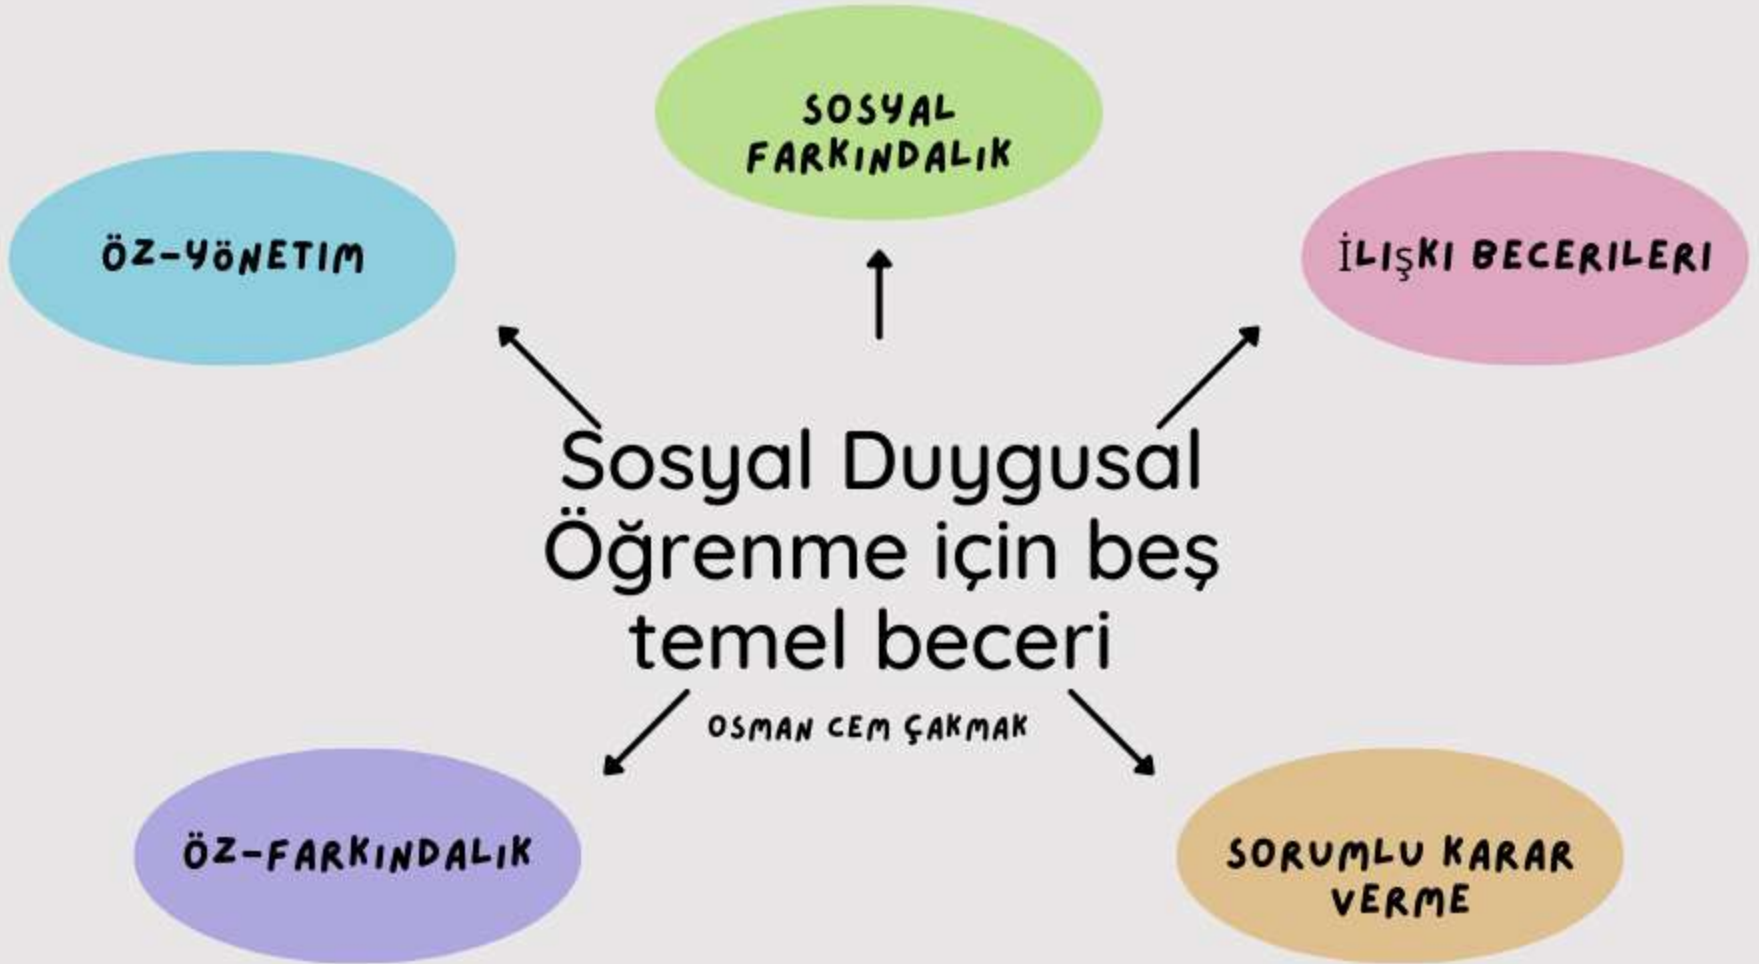 SOSYAL
FARKINDALIK
ÖZ-YÖNETIM
İLIŞKI BECERILERI
Sosyal Duygusal
Öğrenme için beş
temel beceri
OSMAN CEM ÇAKMAK
ÖZ-FARKINDALIK
SORUMLU KARAR
VERME